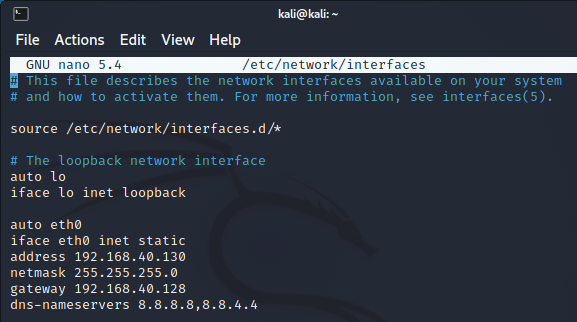 kali@kali: ~
File Actions Edit View Help
GNU nano 5.4 /etc/network/interfaces
# This file describes the network interfaces available on your system
# and how to activate them. For more information, see interfaces(5).
source /etc/network/interfaces.d/*
# The loopback network interface
auto lo
iface lo inet loopback
auto eth0
iface eth0 inet static
address 192.168.40.130
netmask 255.255.255.0
gateway 192.168.40.128
dns-nameservers 8.8.8.8,8.8.4.4